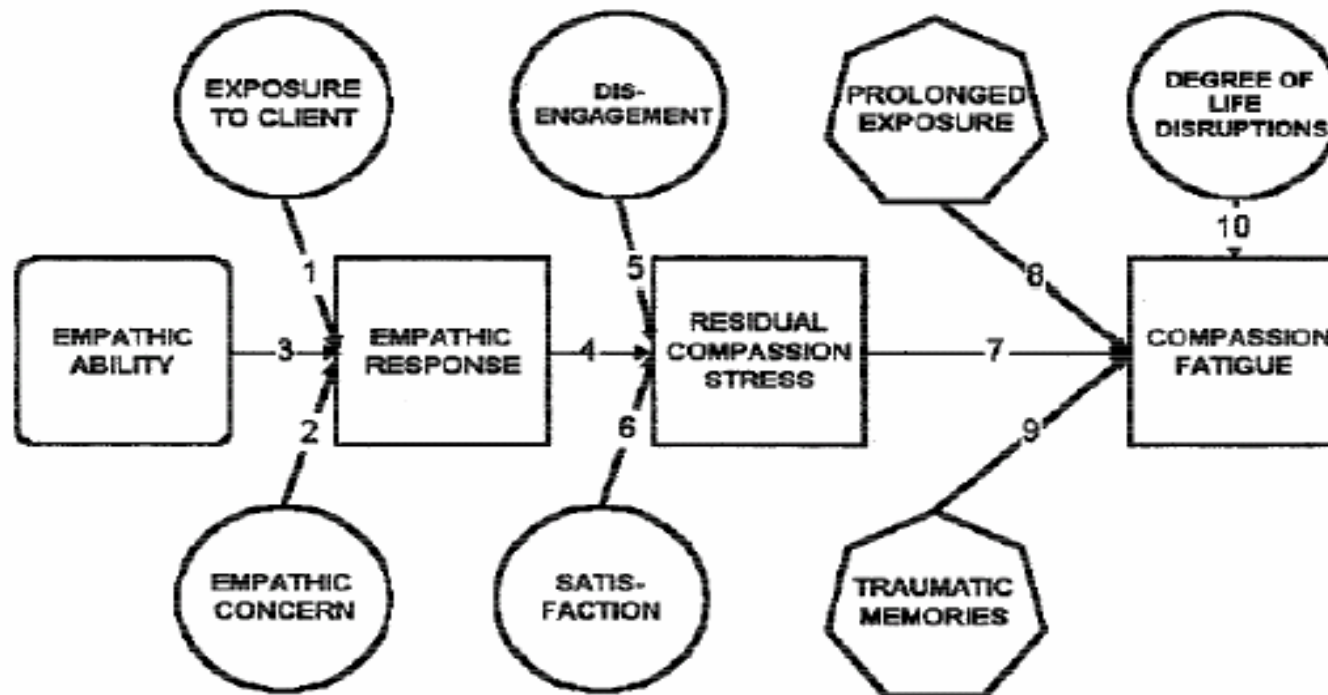 EXPOSURE
TO CLIENT
DIS-
ENGAGEMENT
PROLONGED
EXPOSURE
DEGREE OF
LIFE
DISRUPTIONS
1
5
8
10
EMPATHIC
ABILITY
3
EMPATHIC
RESPONSE
4
RESIDUAL
COMPASSION
STRESS
7
COMPASSION
FATIGUE
2
6
9
EMPATHIC
CONCERN
SATIS-
FACTION
TRAUMATIC
MEMORIES